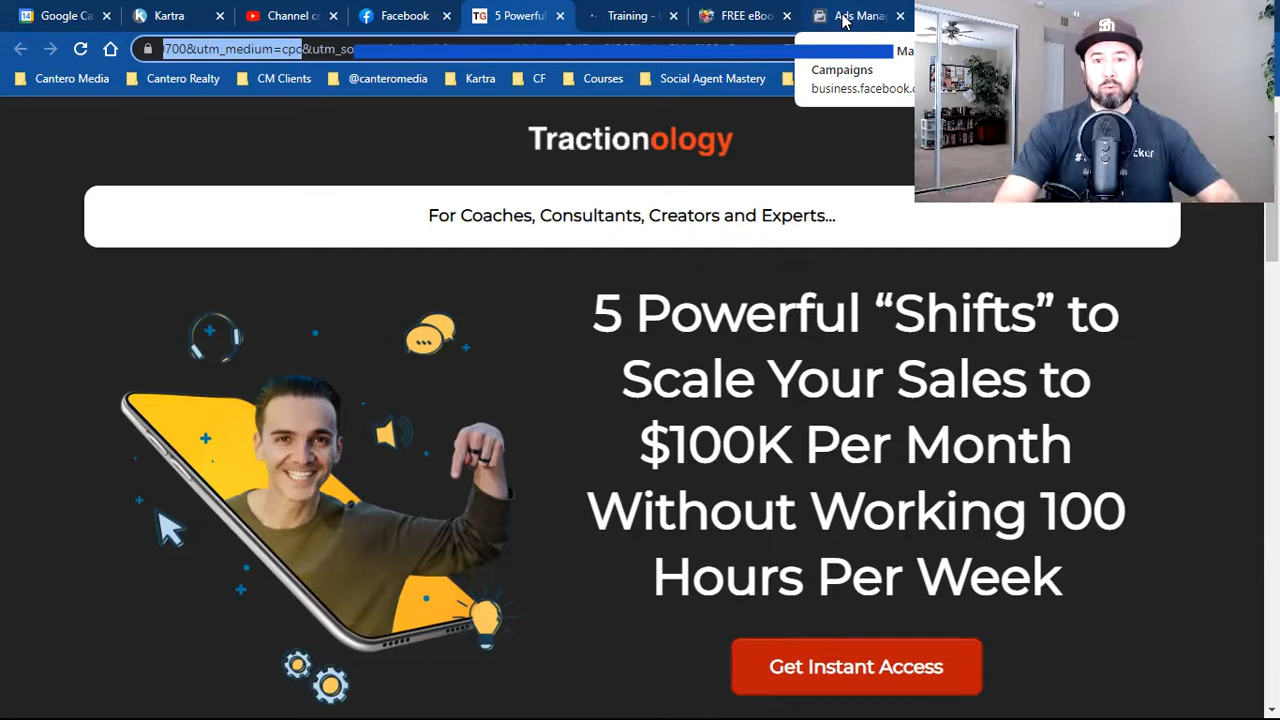 14 Google Ca
Kartra
Channel c
Facebook
TG 5 Powerful
Training -
FREE eBoo
Ads Mana
700&utm_medium=cpc&utm_so
Ma
Campaigns
business.facebook.c
Cantero Media
Cantero Realty
CM Clients
@canteromedia
Kartra
CF
Courses
Social Agent Mastery
Tractionology
For Coaches, Consultants, Creators and Experts...
5 Powerful “Shifts” to
Scale Your Sales to
$100K Per Month
Without Working 100
Hours Per Week
Get Instant Access